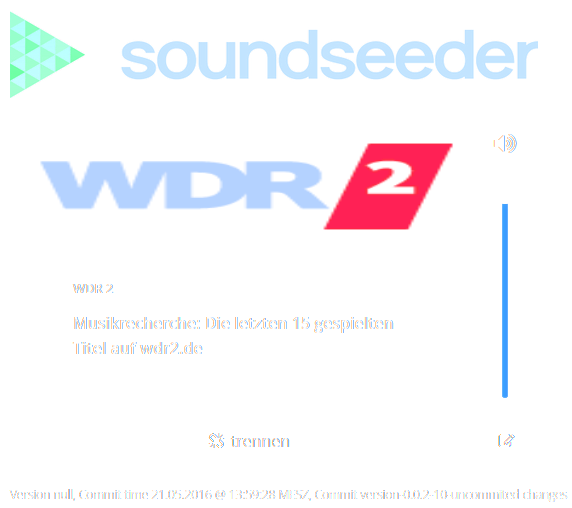 soundseeder
WDR 2
WDR 2
Musikrecherche: Die letzten 15 gespielten
Titel auf wdr2.de
trennen
Version null, Commit time 21.05.2016 @ 13:59:28 MESZ, Commit version-0.0.2-10-uncommited changes